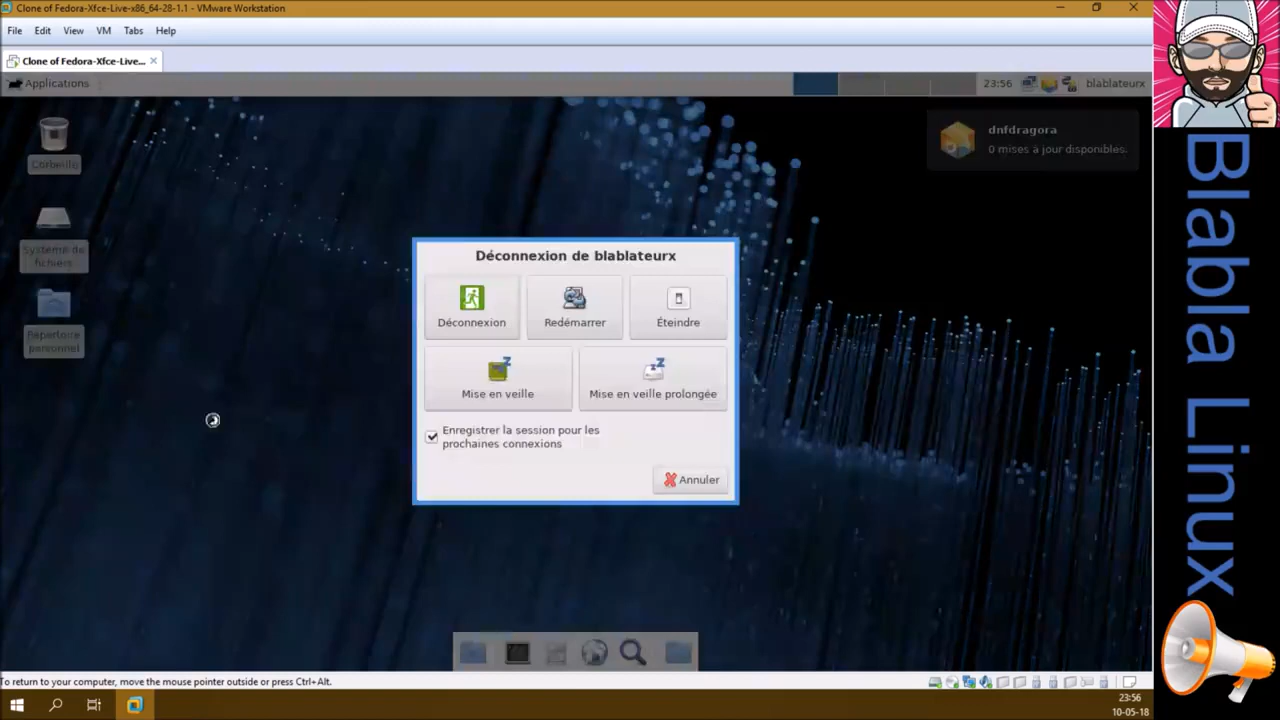 Clone of Fedora-Xfce-Live-x86_64-28-1.1 - VMware Workstation
File Edit View VM Tabs Help
Clone of Fedora-Xfce-Live...
Applications
23:56
blablateurx
dnfdragora
0 mises à jour disponibles.
Corbeille
Système de
fichiers
Répertoire
personnel
Déconnexion de blablateurx
Déconnexion
Redémarrer
Éteindre
Mise en veille
Mise en veille prolongée
Enregistrer la session pour les
prochaines connexions
Annuler
To return to your computer, move the mouse pointer outside or press Ctrl+Alt.
23:56
10-05-18
Blabla Linux